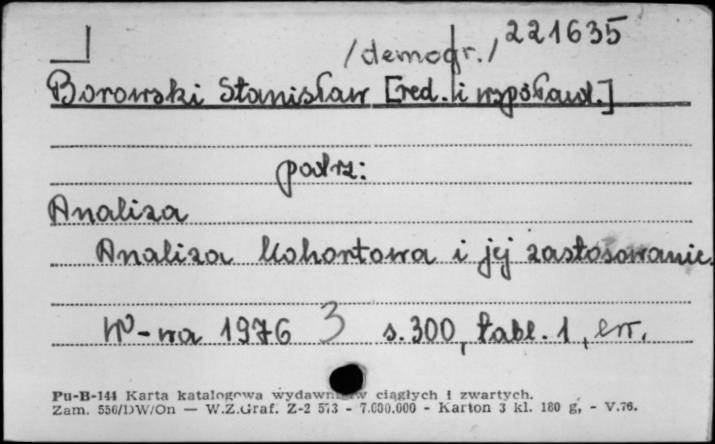 /demogr./ 221635
Borowski Stanisław [red. i współaut.]
patrz:
Analiza
Analiza kohortowa i jej zastosowanie.
W-wa 1976 3 s. 300, tabl. 1, err.
Pu-B-144 Karta katalogowa wydawnictw ciągłych i zwartych.
Zam. 556/DW/On — W.Z.Graf. Z-2 573 - 7.000.000 - Karton 3 kl. 180 g, - V.76.